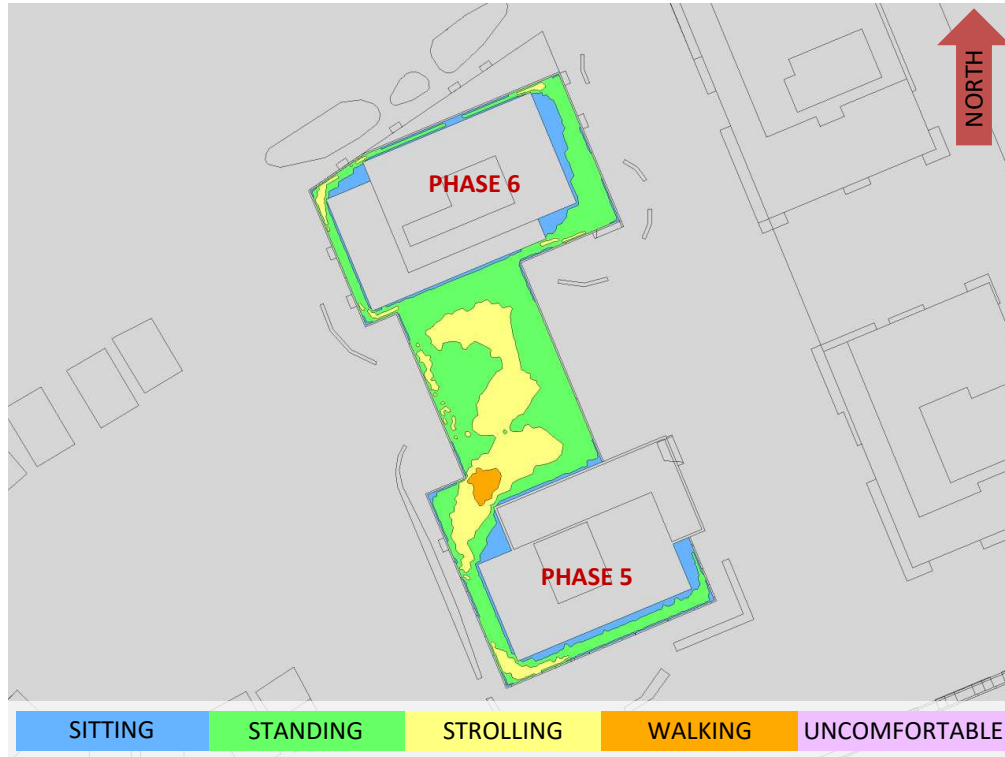 NORTH
PHASE 6
PHASE 5
SITTING STANDING STROLLING WALKING UNCOMFORTABLE